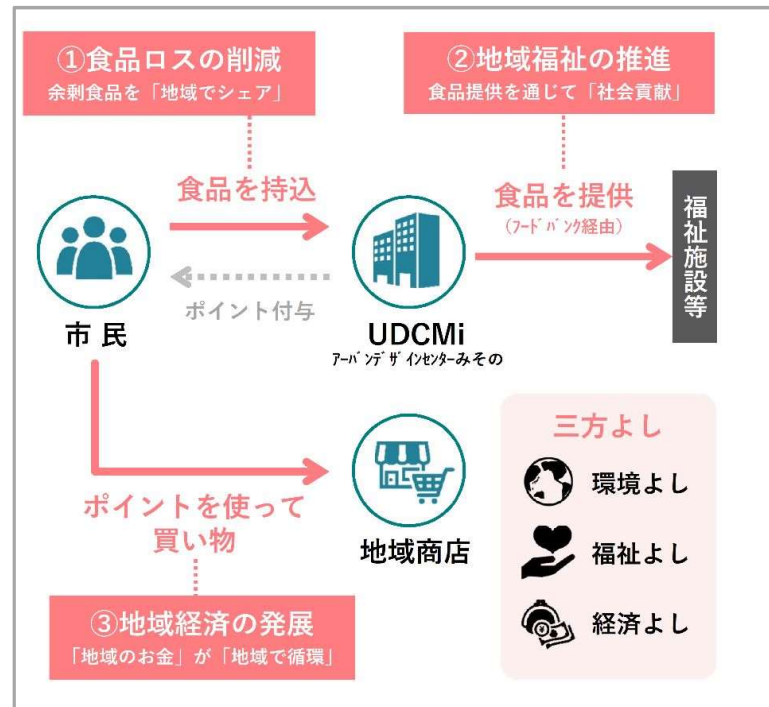 ①食品ロスの削減
余剰食品を「地域でシェア」
②地域福祉の推進
食品提供を通じて「社会貢献」
食品を持込
食品を提供
(ﾌｰﾄﾞﾊﾞﾝｸ経由)
福祉施設等
ポイント付与
市民
UDCMi
ｱｰﾊﾞﾝﾃﾞｻﾞｲﾝｾﾝﾀｰみその
ポイントを使って
買い物
地域商店
三方よし
環境よし
福祉よし
経済よし
③地域経済の発展
「地域のお金」が「地域で循環」